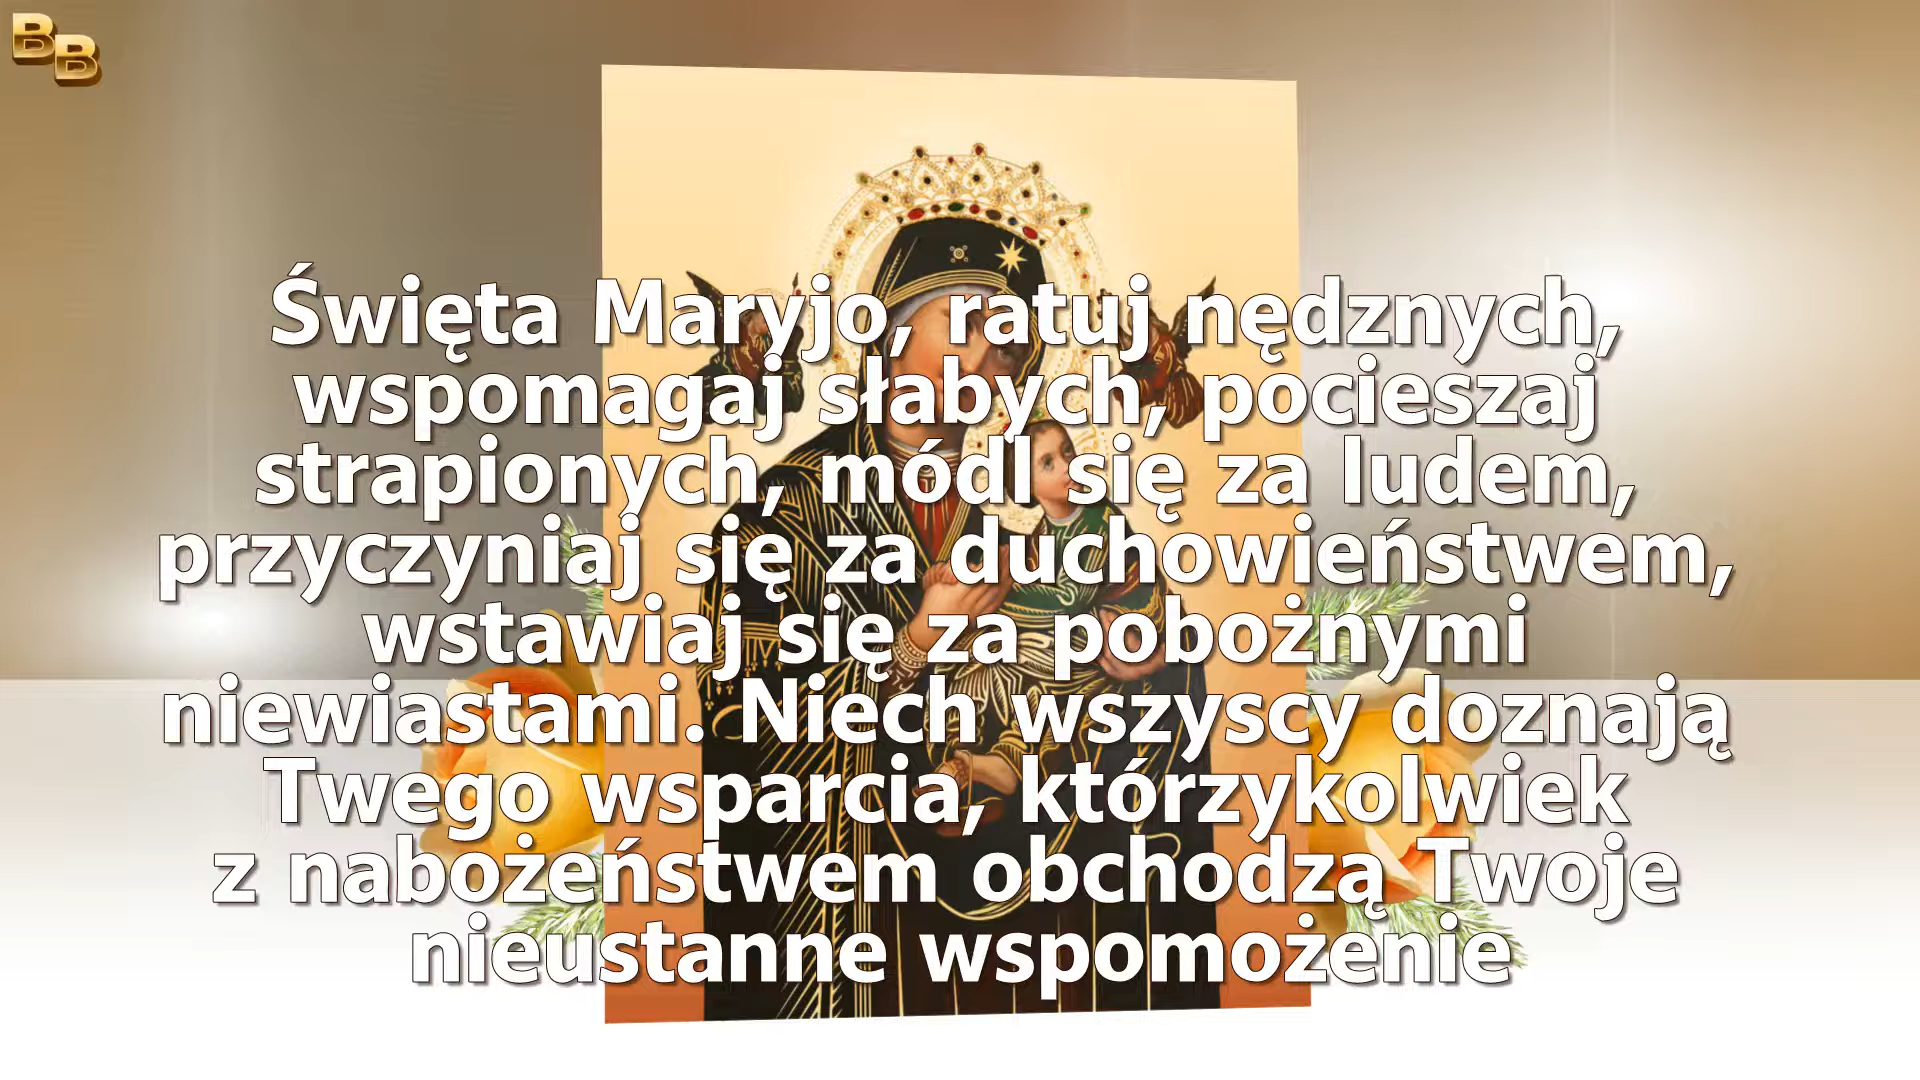 BB
Święta Maryjo, ratuj nędznych,
wspomagaj słabych, pocieszaj
strapionych, módl się za ludem,
przyczyniaj się za duchowieństwem,
wstawiaj się za pobożnymi
niewiastami. Niech wszyscy doznają
Twego wsparcia, którzykolwiek
z nabożeństwem obchodzą Twoje
nieustanne wspomożenie